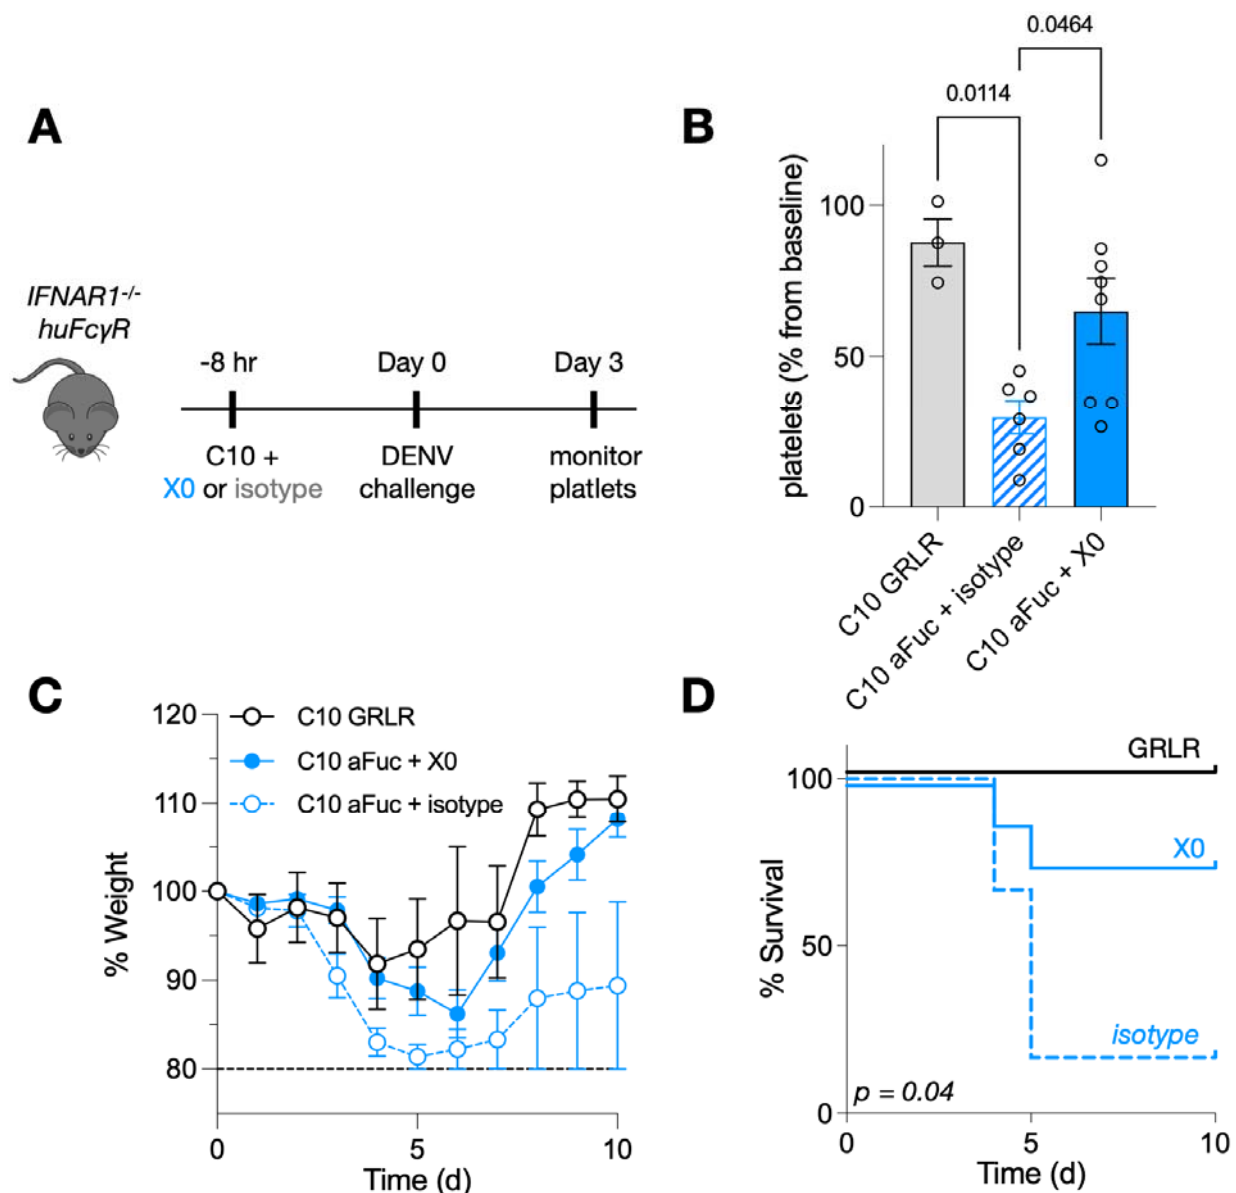 A
IFNAR1-/-
huFcγR
-8 hr
Day 0
Day 3
C10 +
X0 or isotype
DENV
challenge
monitor
platlets
B
0.0464
0.0114
platelets (% from baseline)
100
50
0
C10 GRLR
C10 aFuc + isotype
C10 aFuc + X0
C
C10 GRLR
C10 aFuc + X0
C10 aFuc + isotype
% Weight
120
110
100
90
80
0
5
10
Time (d)
D
GRLR
X0
isotype
p = 0.04
% Survival
100
50
0
0
5
10
Time (d)